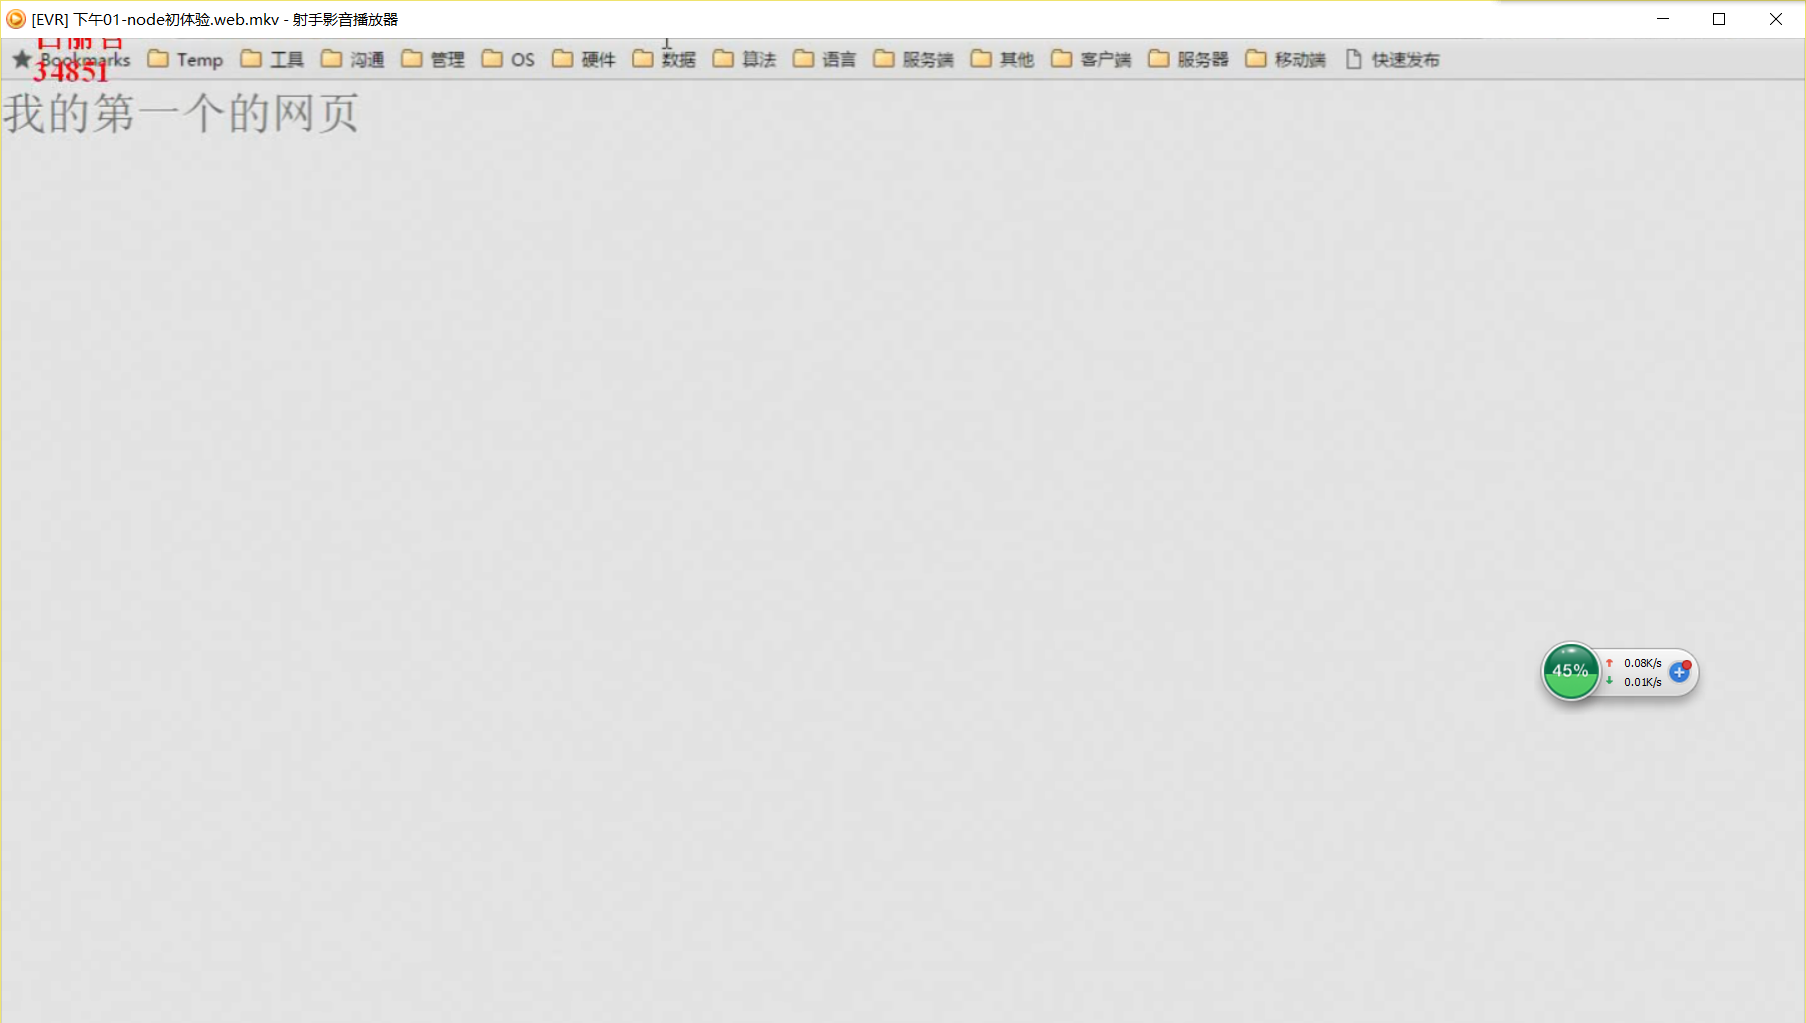 [EVR] 下午01-node初体验.web.mkv - 射手影音播放器
Bookmarks Temp 工具 沟通 管理 OS 硬件 数据 算法 语言 服务端 其他 客户端 服务器 移动端 快速发布
34851
我的第一个的网页
45% 0.08K/s
0.01K/s